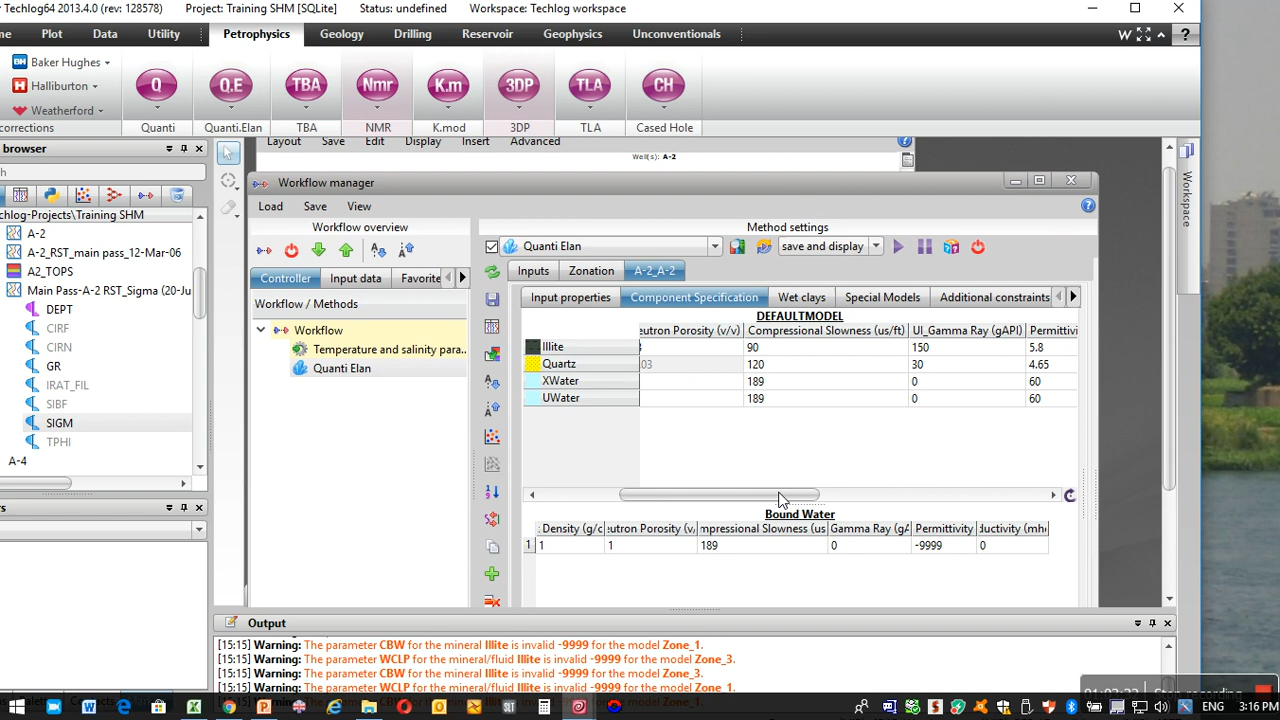 Techlog64 2013.4.0 (rev: 128578) Project: Training SHM [SQLite] Status: undefined Workspace: Techlog workspace
me Plot Data Utility Petrophysics Geology Drilling Reservoir Geophysics Unconventionals W ?
BH Baker Hughes
Halliburton
Weatherford
Q Q.E TBA Nmr K.m 3DP TLA CH
corrections Quanti Quanti.Elan TBA NMR K.mod 3DP TLA Cased Hole
browser
Layout Save Edit Display Insert Advanced
Well(s): A-2
h
Techlog-Projects\Training SHM
A-2
A-2_RST_main pass_12-Mar-06
A2_TOPS
Main Pass-A-2 RST_Sigma (20-Ju
DEPT
CIRF
CIRN
GR
IRAT_FIL
SIBF
SIGM
TPHI
A-4
rs
Workflow manager
Load Save View
Workflow overview
Controller Input data Favorite
Workflow / Methods
Workflow
Temperature and salinity para...
Quanti Elan
Method settings
Quanti Elan save and display
Inputs Zonation A-2_A-2
Input properties Component Specification Wet clays Special Models Additional constraints
DEFAULTMODEL
eutron Porosity (v/v) Compressional Slowness (us/ft) UI_Gamma Ray (gAPI) Permittivi
Illite 90 150 5.8
Quartz 03 120 30 4.65
XWater 189 0 60
UWater 189 0 60
Bound Water
: Density (g/c eutron Porosity (v/ mpressional Slowness (us Gamma Ray (gA Permittivity ductivity (mh
1 1 1 189 0 -9999 0
Workspace
Output
[15:15] Warning: The parameter CBW for the mineral Illite is invalid -9999 for the model Zone_1.
[15:15] Warning: The parameter WCLP for the mineral/fluid Illite is invalid -9999 for the model Zone_3.
[15:15] Warning: The parameter CBW for the mineral Illite is invalid -9999 for the model Zone_3.
[15:15] Warning: The parameter WCLP for the mineral/fluid Illite is invalid -9999 for the model Zone_1.
Stop recording
ENG 3:16 PM